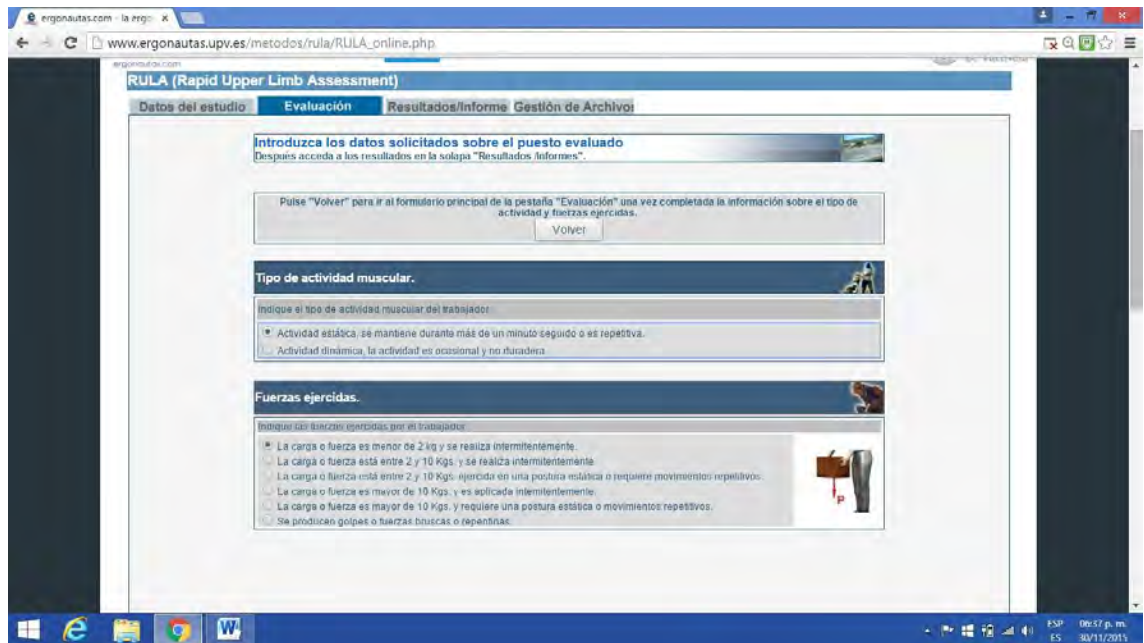 ergonautas.com - la ergo
www.ergonautas.upv.es/metodos/rula/RULA_online.php
ergonautas.com
RULA (Rapid Upper Limb Assessment)
Datos del estudio Evaluación Resultados/Informe Gestión de Archivos
Introduzca los datos solicitados sobre el puesto evaluado
Después acceda a los resultados en la solapa "Resultados /Informes".
Pulse "Volver" para ir al formulario principal de la pestaña "Evaluación" una vez completada la información sobre el tipo de
actividad y fuerzas ejercidas.
Volver
Tipo de actividad muscular.
Indique el tipo de actividad muscular del trabajador
Actividad estática, se mantiene durante más de un minuto seguido o es repetitiva.
Actividad dinámica, la actividad es ocasional y no duradera
Fuerzas ejercidas.
Indique las fuerzas ejercidas por el trabajador
La carga o fuerza es menor de 2 kg y se realiza intermitentemente.
La carga o fuerza está entre 2 y 10 Kgs. y se realiza intermitentemente
La carga o fuerza está entre 2 y 10 Kgs. ejercida en una postura estática o requiere movimientos repetitivos.
La carga o fuerza es mayor de 10 Kgs. y es aplicada intermitentemente.
La carga o fuerza es mayor de 10 Kgs. y requiere una postura estática o movimientos repetitivos.
Se producen golpes o fuerzas bruscas o repentinas.
P
ESP 06:37 p. m.
ES 30/11/2015